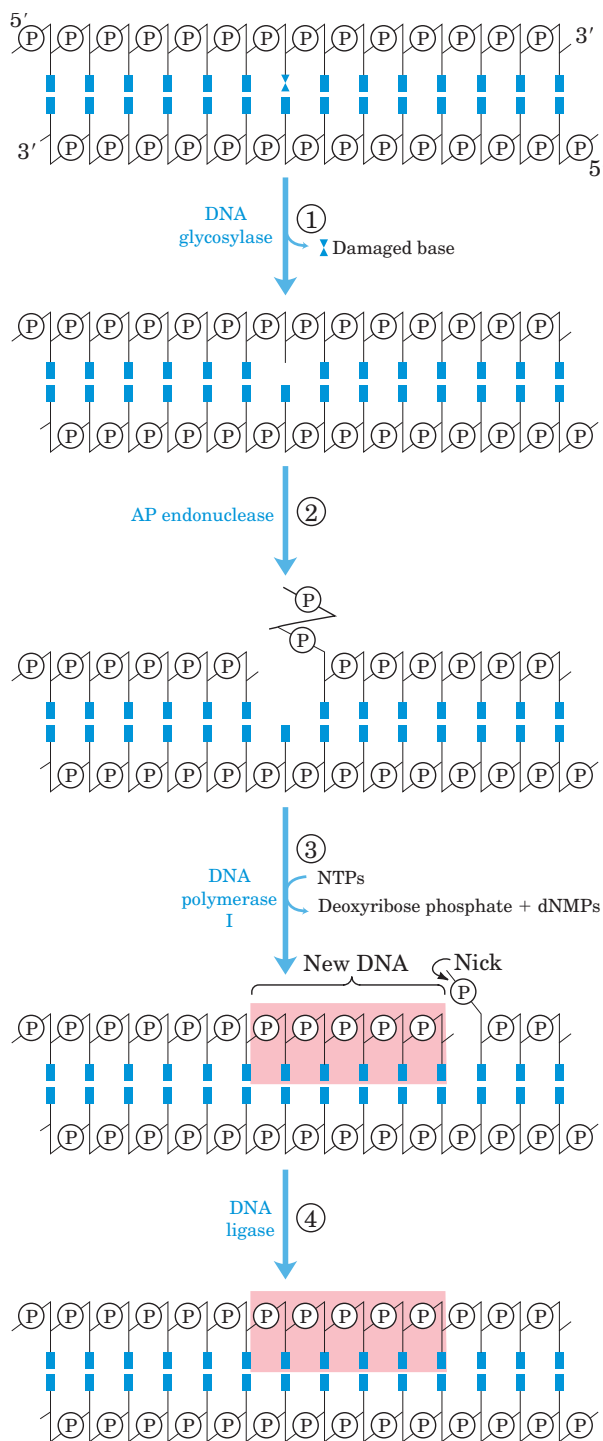 5′
P P P P P P P P P P P P P P 3′
3′ P P P P P P P P P P P P P P
5
DNA
glycosylase
1
Damaged base
P P P P P P P P P P P P P P
P P P P P P P P P P P P P P
AP endonuclease
2
P
P
P P P P P P P P P P P P
P P P P P P P P P P P P P P
3
DNA
polymerase
I
NTPs
Deoxyribose phosphate + dNMPs
New DNA
Nick
P
P P P P P P P P P P P P P
P P P P P P P P P P P P P P
DNA
ligase
4
P P P P P P P P P P P P P P
P P P P P P P P P P P P P P